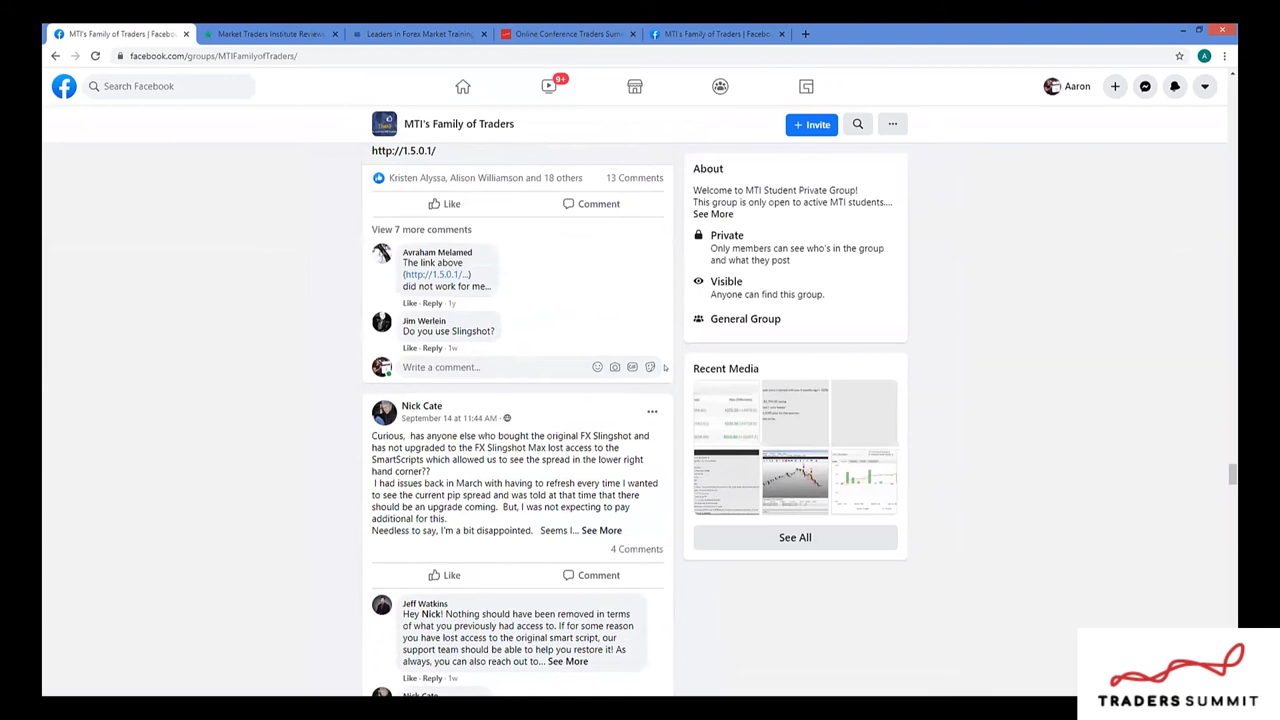 MTI's Family of Traders | Facebo
Market Traders Institute Reviews
Leaders in Forex Market Training
Online Conference Traders Sum
MTI's Family of Traders | Facebo
facebook.com/groups/MTIFamilyofTraders/
A
Search Facebook
9+
Aaron
MTI's Family of Traders
+ Invite
http://1.5.0.1/
Kristen Alyssa, Alison Williamson and 18 others
13 Comments
Like
Comment
View 7 more comments
Avraham Melamed
The link above
(http://1.5.0.1/...)
did not work for me...
Like · Reply · 1y
Jim Werlein
Do you use Slingshot?
Like · Reply · 1w
Write a comment...
GIF
Nick Cate
September 14 at 11:44 AM ·
Curious, has anyone else who bought the original FX Slingshot and
has not upgraded to the FX Slingshot Max lost access to the
SmartScripts which allowed us to see the spread in the lower right
hand corner??
I had issues back in March with having to refresh every time I wanted
to see the current pip spread and was told at that time that there
should be an upgrade coming. But, I was not expecting to pay
additional for this.
Needless to say, I'm a bit disappointed. Seems I... See More
4 Comments
Like
Comment
Jeff Watkins
Hey Nick! Nothing should have been removed in terms
of what you previously had access to. If for some reason
you have lost access to the original smart script, our
support team should be able to help you restore it! As
always, you can also reach out to... See More
Like · Reply · 1w
Nick Cate
About
Welcome to MTI Student Private Group!
This group is only open to active MTI students....
See More
Private
Only members can see who's in the group
and what they post
Visible
Anyone can find this group.
General Group
Recent Media
See All
TRADERS SUMMIT